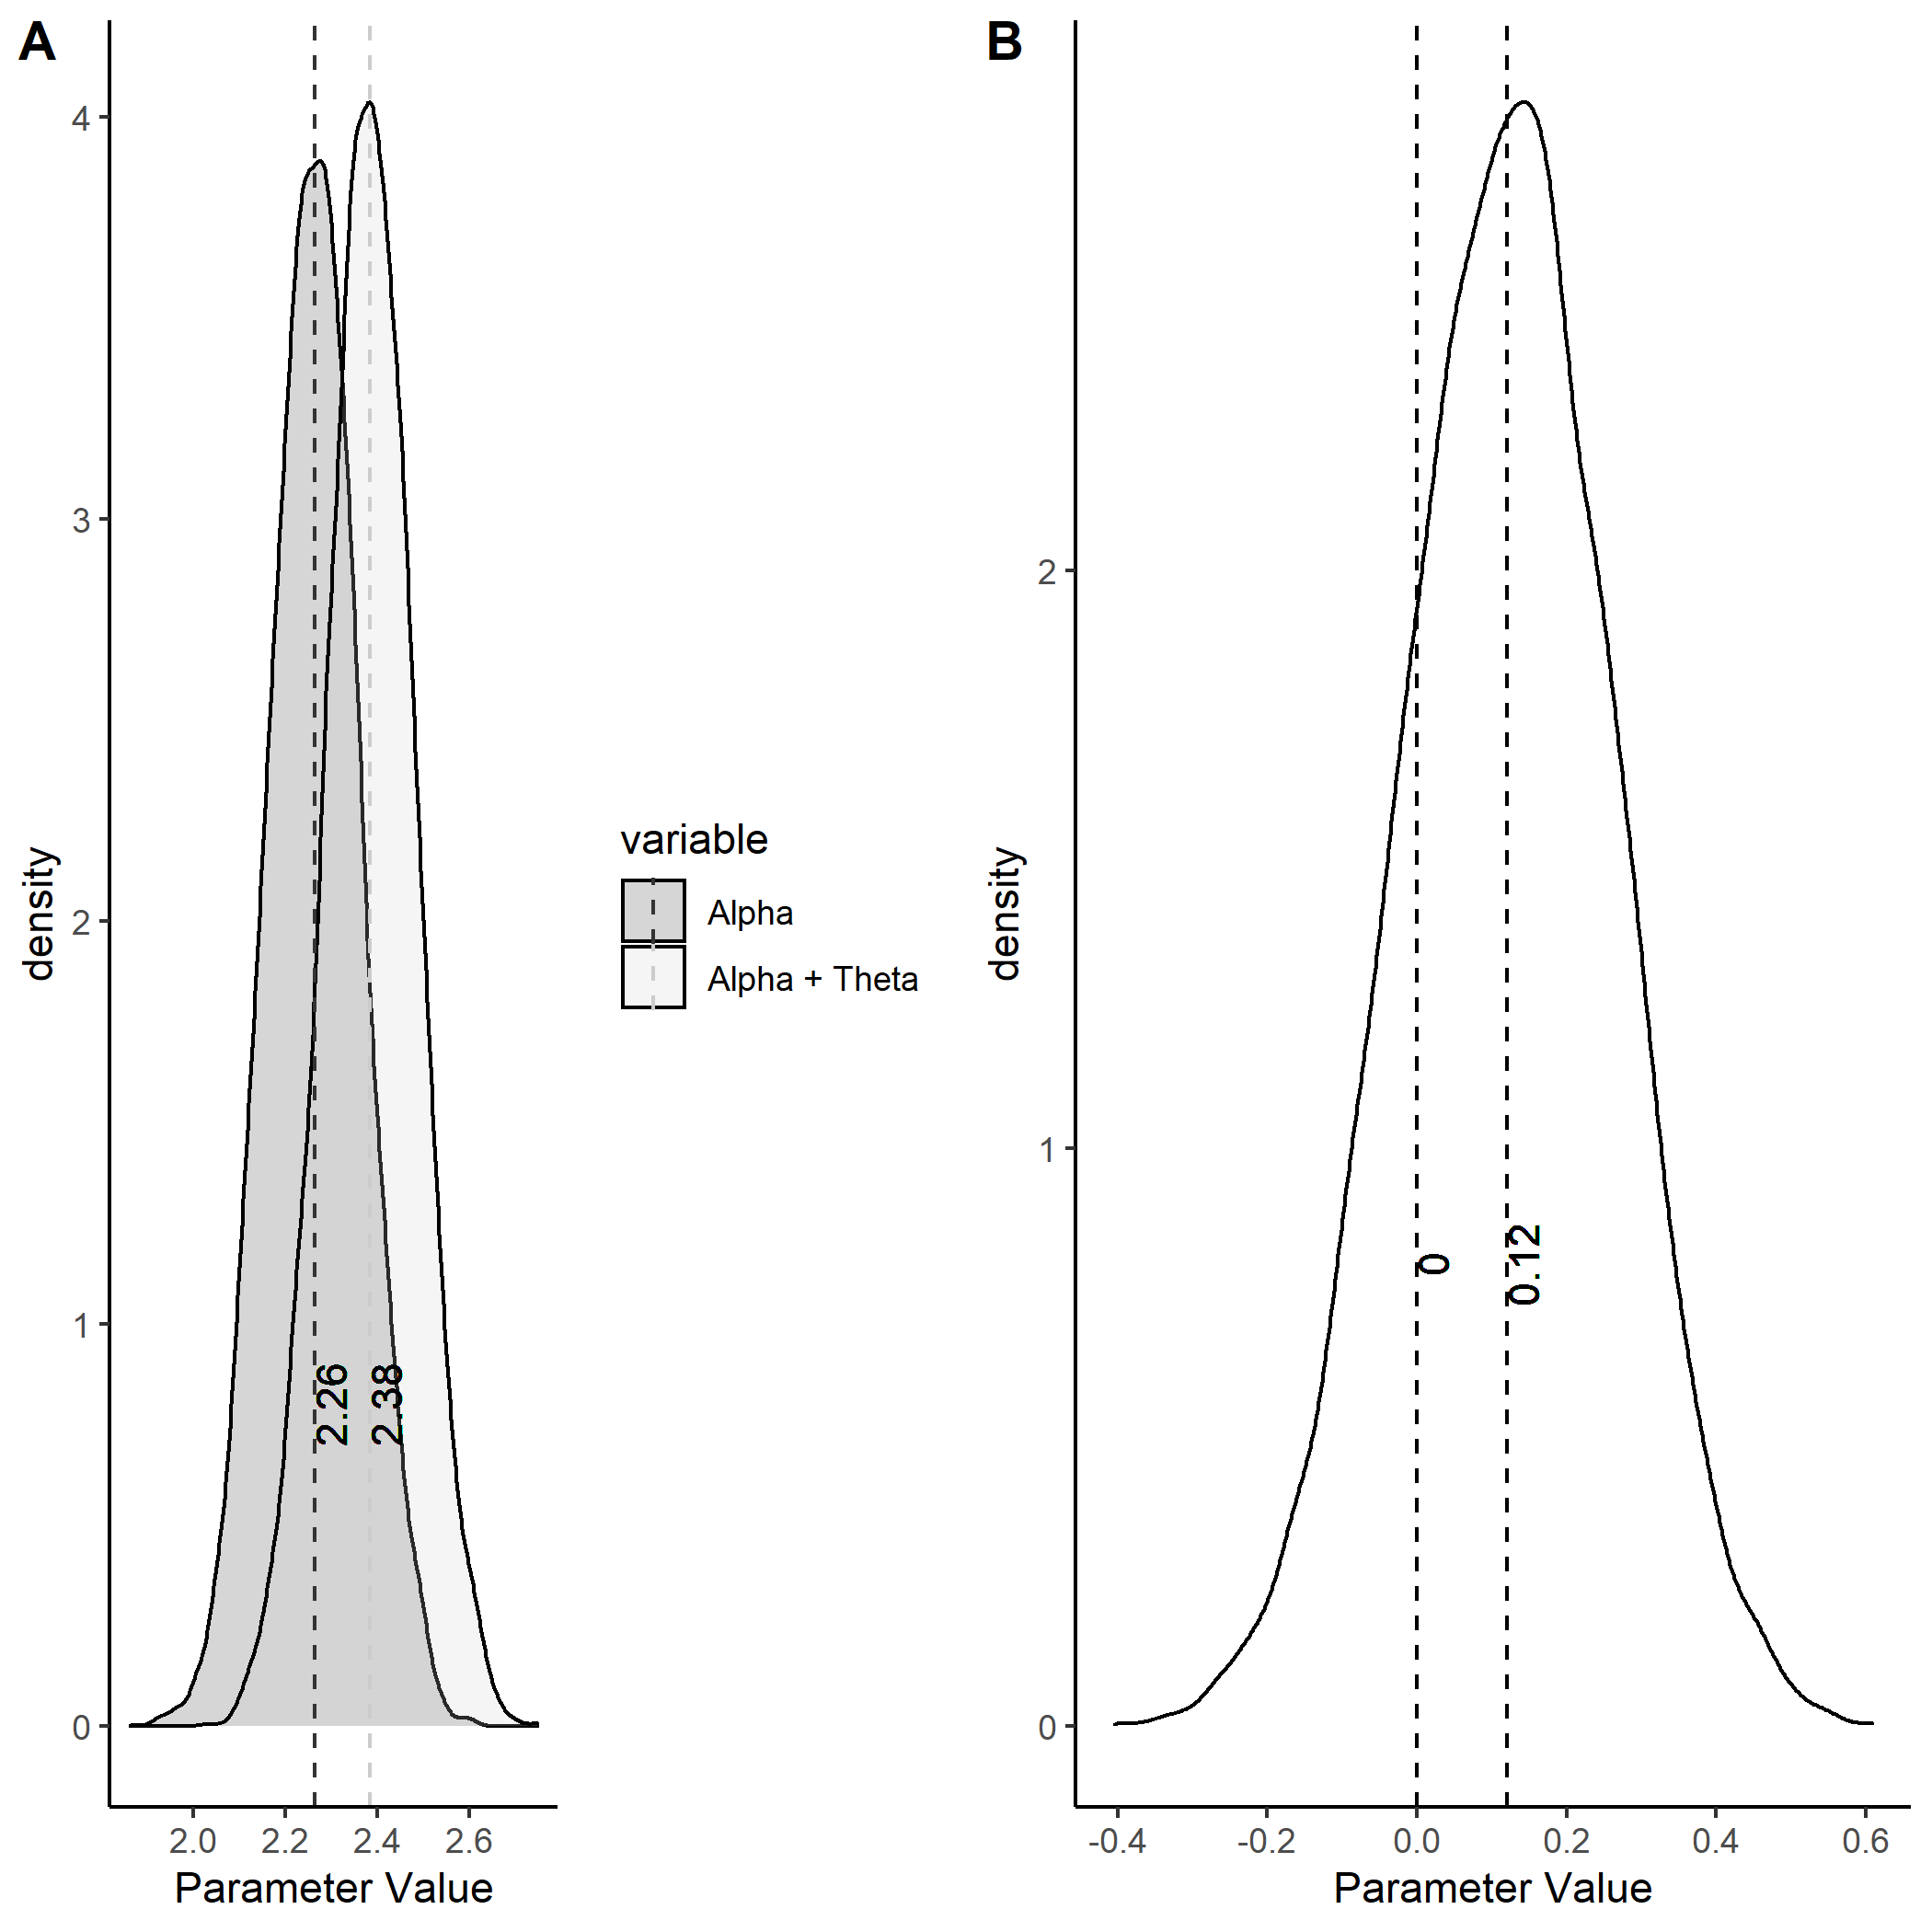 A
4
3
2
1
0
density
2.26
2.38
2.0 2.2 2.4 2.6
Parameter Value
variable
Alpha
Alpha + Theta
B
2
1
0
density
0
0.12
-0.4 -0.2 0.0 0.2 0.4 0.6
Parameter Value